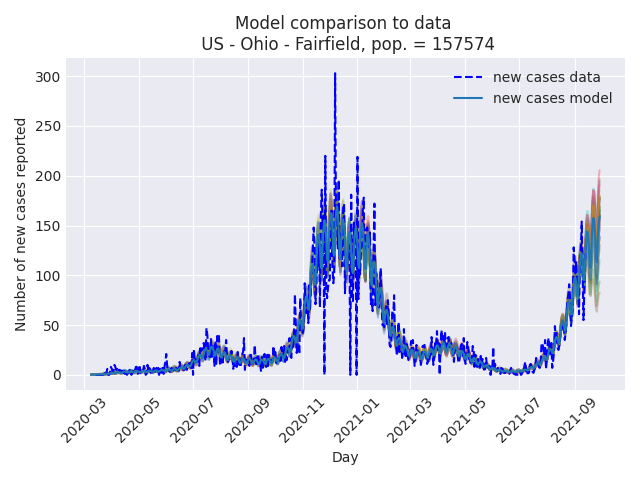 Model comparison to data
US - Ohio - Fairfield, pop. = 157574
new cases data
new cases model
Number of new cases reported
300
250
200
150
100
50
0
2020-03
2020-05
2020-07
2020-09
2020-11
2021-01
2021-03
2021-05
2021-07
2021-09
Day